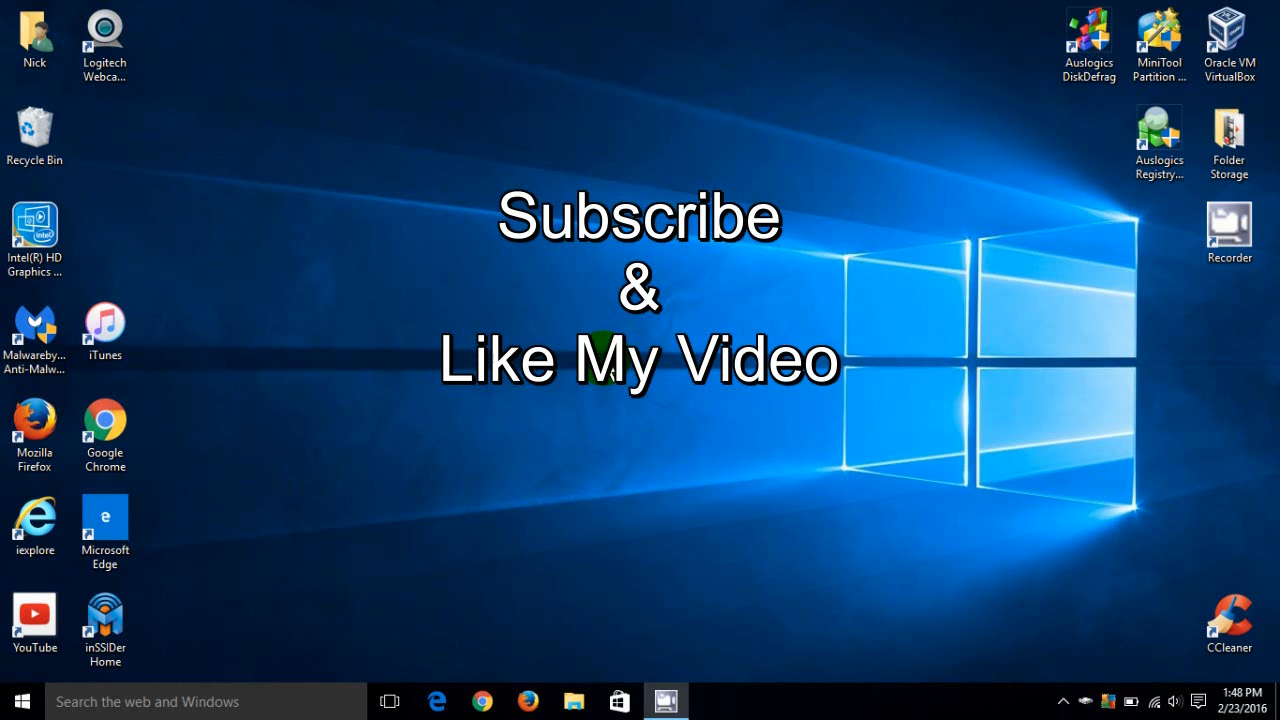 Nick
Logitech
Webca...
Recycle Bin
Intel(R) HD
Graphics ...
Malwareby...
Anti-Malw...
iTunes
Mozilla
Firefox
Google
Chrome
iexplore
Microsoft
Edge
YouTube
inSSIDer
Home
Subscribe
&
Like My Video
Auslogics
DiskDefrag
MiniTool
Partition ...
Oracle VM
VirtualBox
Auslogics
Registry...
Folder
Storage
Recorder
CCleaner
Search the web and Windows
1:48 PM
2/23/2016